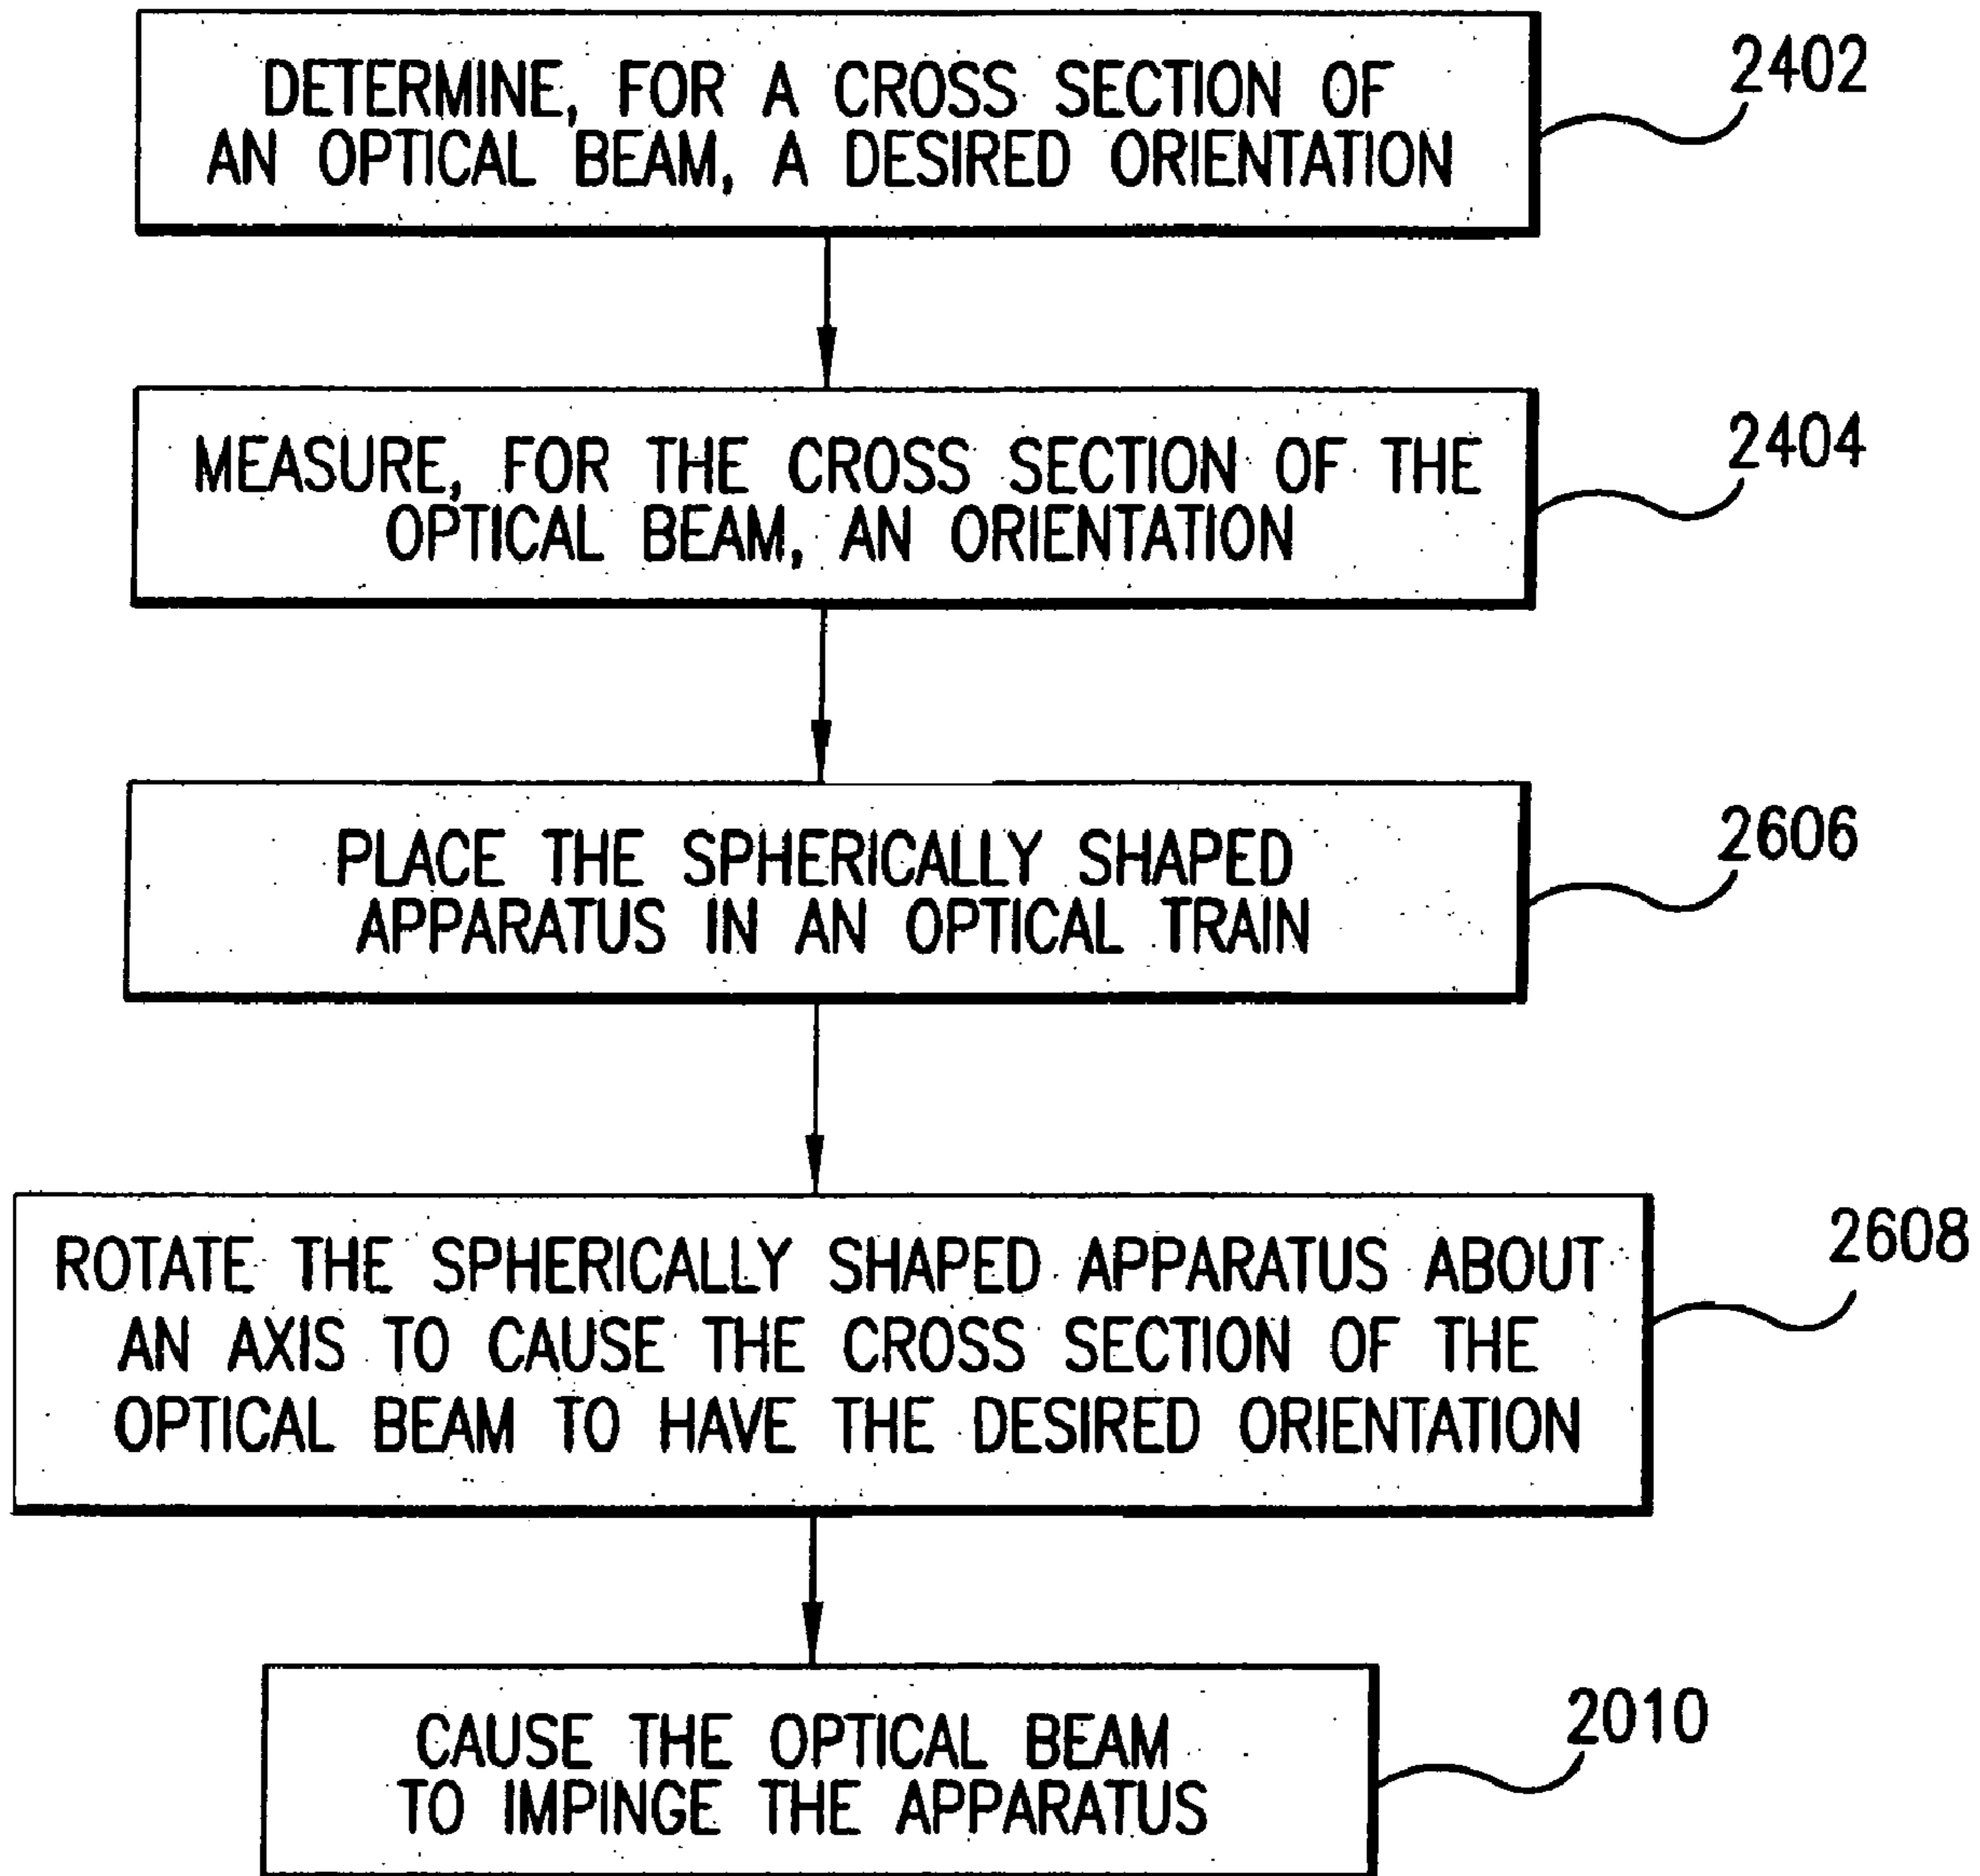 DETERMINE, FOR A CROSS SECTION OF
AN OPTICAL BEAM, A DESIRED ORIENTATION
2402
MEASURE, FOR THE CROSS SECTION OF THE
OPTICAL BEAM, AN ORIENTATION
2404
PLACE THE SPHERICALLY SHAPED
APPARATUS IN AN OPTICAL TRAIN
2606
ROTATE THE SPHERICALLY SHAPED APPARATUS ABOUT
AN AXIS TO CAUSE THE CROSS SECTION OF THE
OPTICAL BEAM TO HAVE THE DESIRED ORIENTATION
2608
CAUSE THE OPTICAL BEAM
TO IMPINGE THE APPARATUS
2010